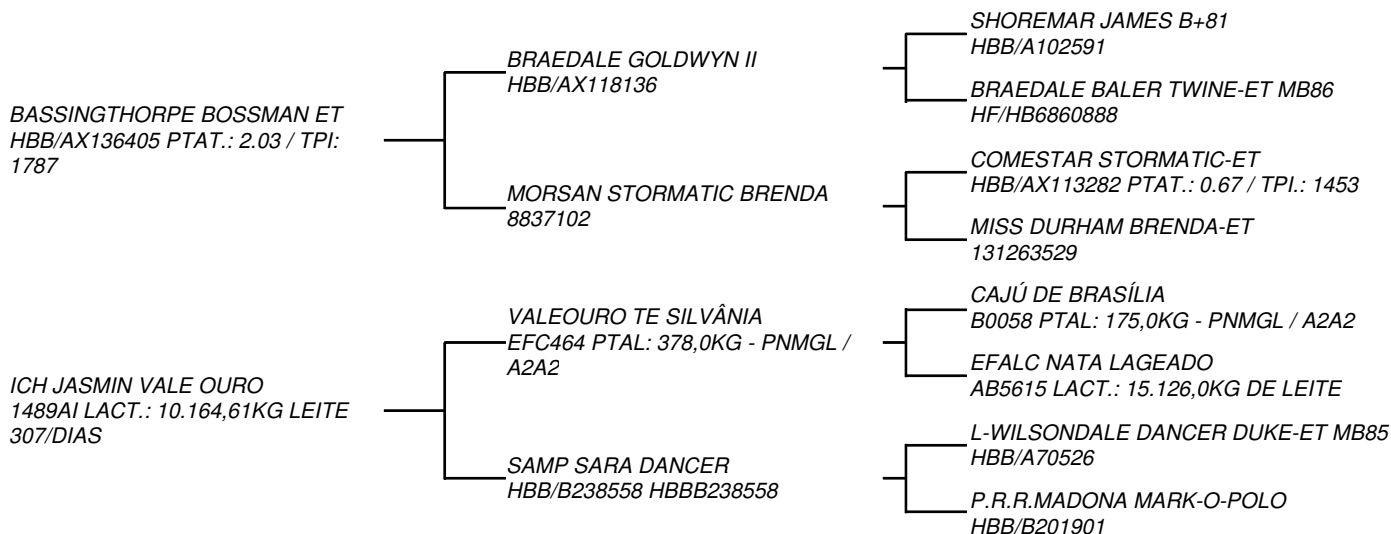 BASSINGTHORPE BOSSMAN ET
HBB/AX136405 PTAT.: 2.03 / TPI:
1787
BRAEDALE GOLDWYN II
HBB/AX118136
SHOREMAR JAMES B+81
HBB/A102591
BRAEDALE BALER TWINE-ET MB86
HF/HB6860888
MORSAN STORMATIC BRENDA
8837102
COMESTAR STORMATIC-ET
HBB/AX113282 PTAT.: 0.67 / TPI.: 1453
MISS DURHAM BRENDA-ET
131263529
ICH JASMIN VALE OURO
1489AI LACT.: 10.164,61KG LEITE
307/DIAS
VALEOURO TE SILVÂNIA
EFC464 PTAL: 378,0KG - PNMGL /
A2A2
CAJÚ DE BRASÍLIA
B0058 PTAL: 175,0KG - PNMGL / A2A2
EFALC NATA LAGEADO
AB5615 LACT.: 15.126,0KG DE LEITE
SAMP SARA DANCER
HBB/B238558 HBBB238558
L-WILSONDALE DANCER DUKE-ET MB85
HBB/A70526
P.R.R.MADONA MARK-O-POLO
HBB/B201901